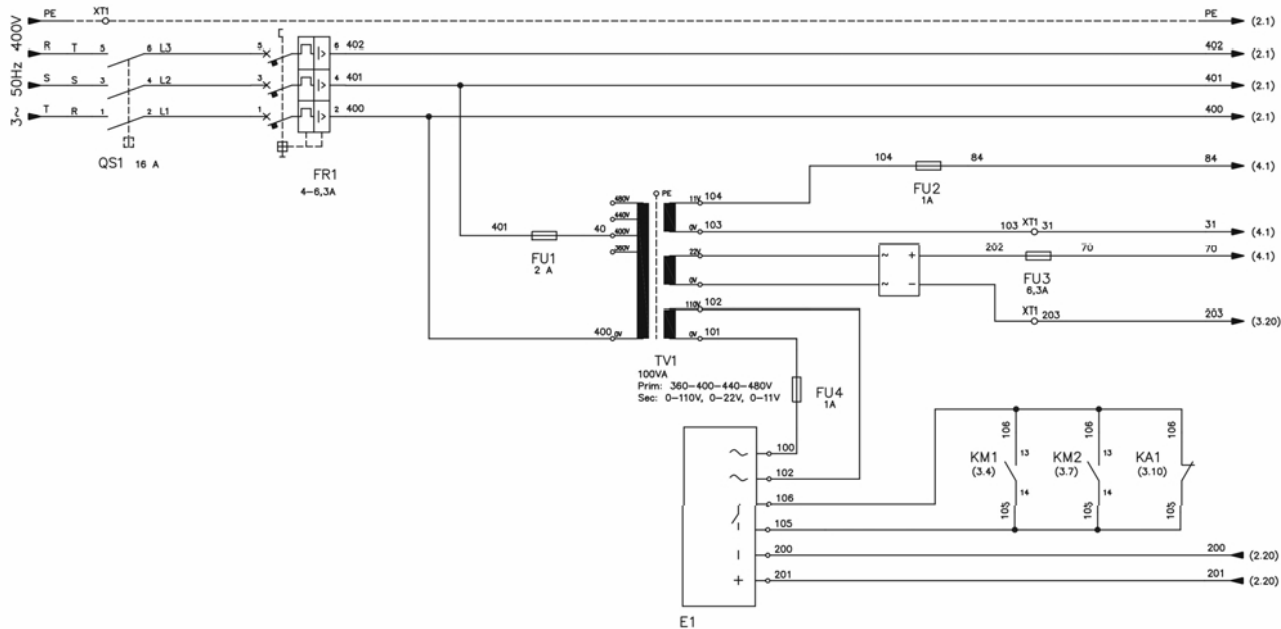 3~ 50Hz 400V
PE XT1 PE (2.1)
R T 5 6 L3 5 6 402 402 (2.1)
S S 3 4 L2 3 4 401 401 (2.1)
T R 1 2 L1 1 2 400 400 (2.1)
QS1 16 A
FR1
4-6,3A
104 84 84 (4.1)
FU2
1A
PE
480V 11V 104
440V
401 40 400V 0V 103 103 XT1 31 31 (4.1)
FU1
2 A
360V 22V ~ + 202 70 70 (4.1)
FU3
6,3A
0V ~ -
XT1 203 203 (3.20)
110V 102
400 0V 0V 101
TV1
100VA
Prim: 360-400-440-480V
Sec: 0-110V, 0-22V, 0-11V
FU4
1A
106 106 106
100
KM1 13 KM2 13 KA1
(3.4) (3.7) (3.10)
102
14 14
106
105 105 105
105
200 200 (2.20)
+ 201 201 (2.20)
E1